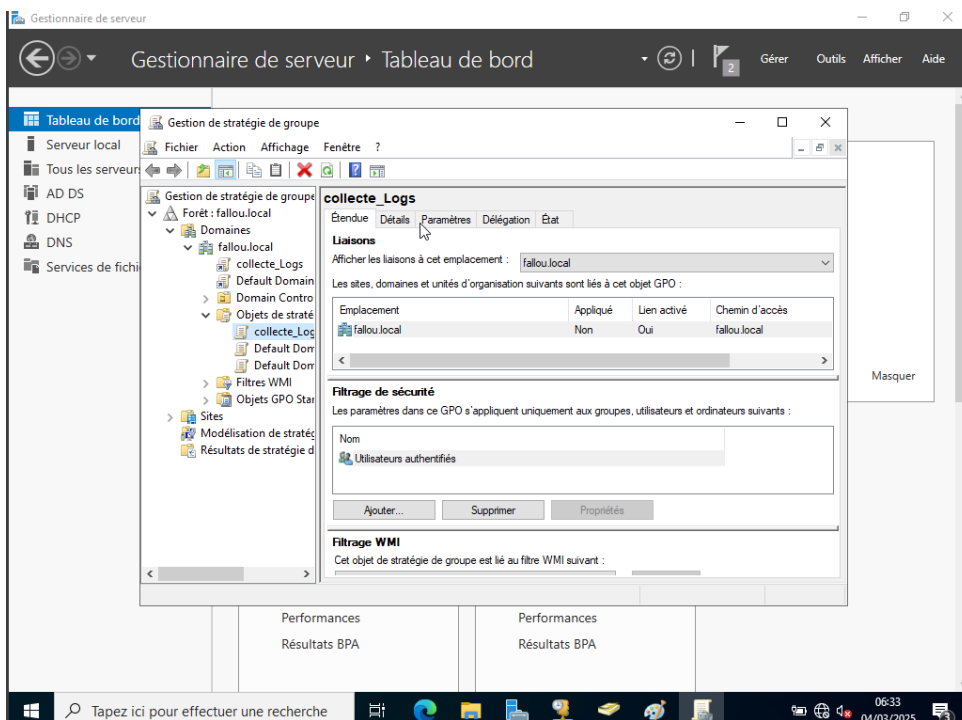 Gestionnaire de serveur
Gestionnaire de serveur ‣ Tableau de bord
2
Gérer Outils Afficher Aide
Tableau de bord
Serveur local
Tous les serveurs
AD DS
DHCP
DNS
Services de fichi
Gestion de stratégie de groupe
Fichier Action Affichage Fenêtre ?
Gestion de stratégie de groupe
Forêt : fallou.local
Domaines
fallou.local
collecte_Logs
Default Domain
Domain Contro
Objets de straté
collecte_Log
Default Dom
Default Dom
Filtres WMI
Objets GPO Star
Sites
Modélisation de stratég
Résultats de stratégie d
collecte_Logs
Étendue Détails Paramètres Délégation État
Liaisons
Afficher les liaisons à cet emplacement : fallou.local
Les sites, domaines et unités d'organisation suivants sont liés à cet objet GPO :
Emplacement Appliqué Lien activé Chemin d'accès
fallou.local Non Oui fallou.local
Filtrage de sécurité
Les paramètres dans ce GPO s'appliquent uniquement aux groupes, utilisateurs et ordinateurs suivants :
Nom
Utilisateurs authentifiés
Ajouter... Supprimer Propriétés
Filtrage WMI
Cet objet de stratégie de groupe est lié au filtre WMI suivant :
Masquer
Performances
Résultats BPA
Performances
Résultats BPA
Tapez ici pour effectuer une recherche
06:33
04/03/2025
3